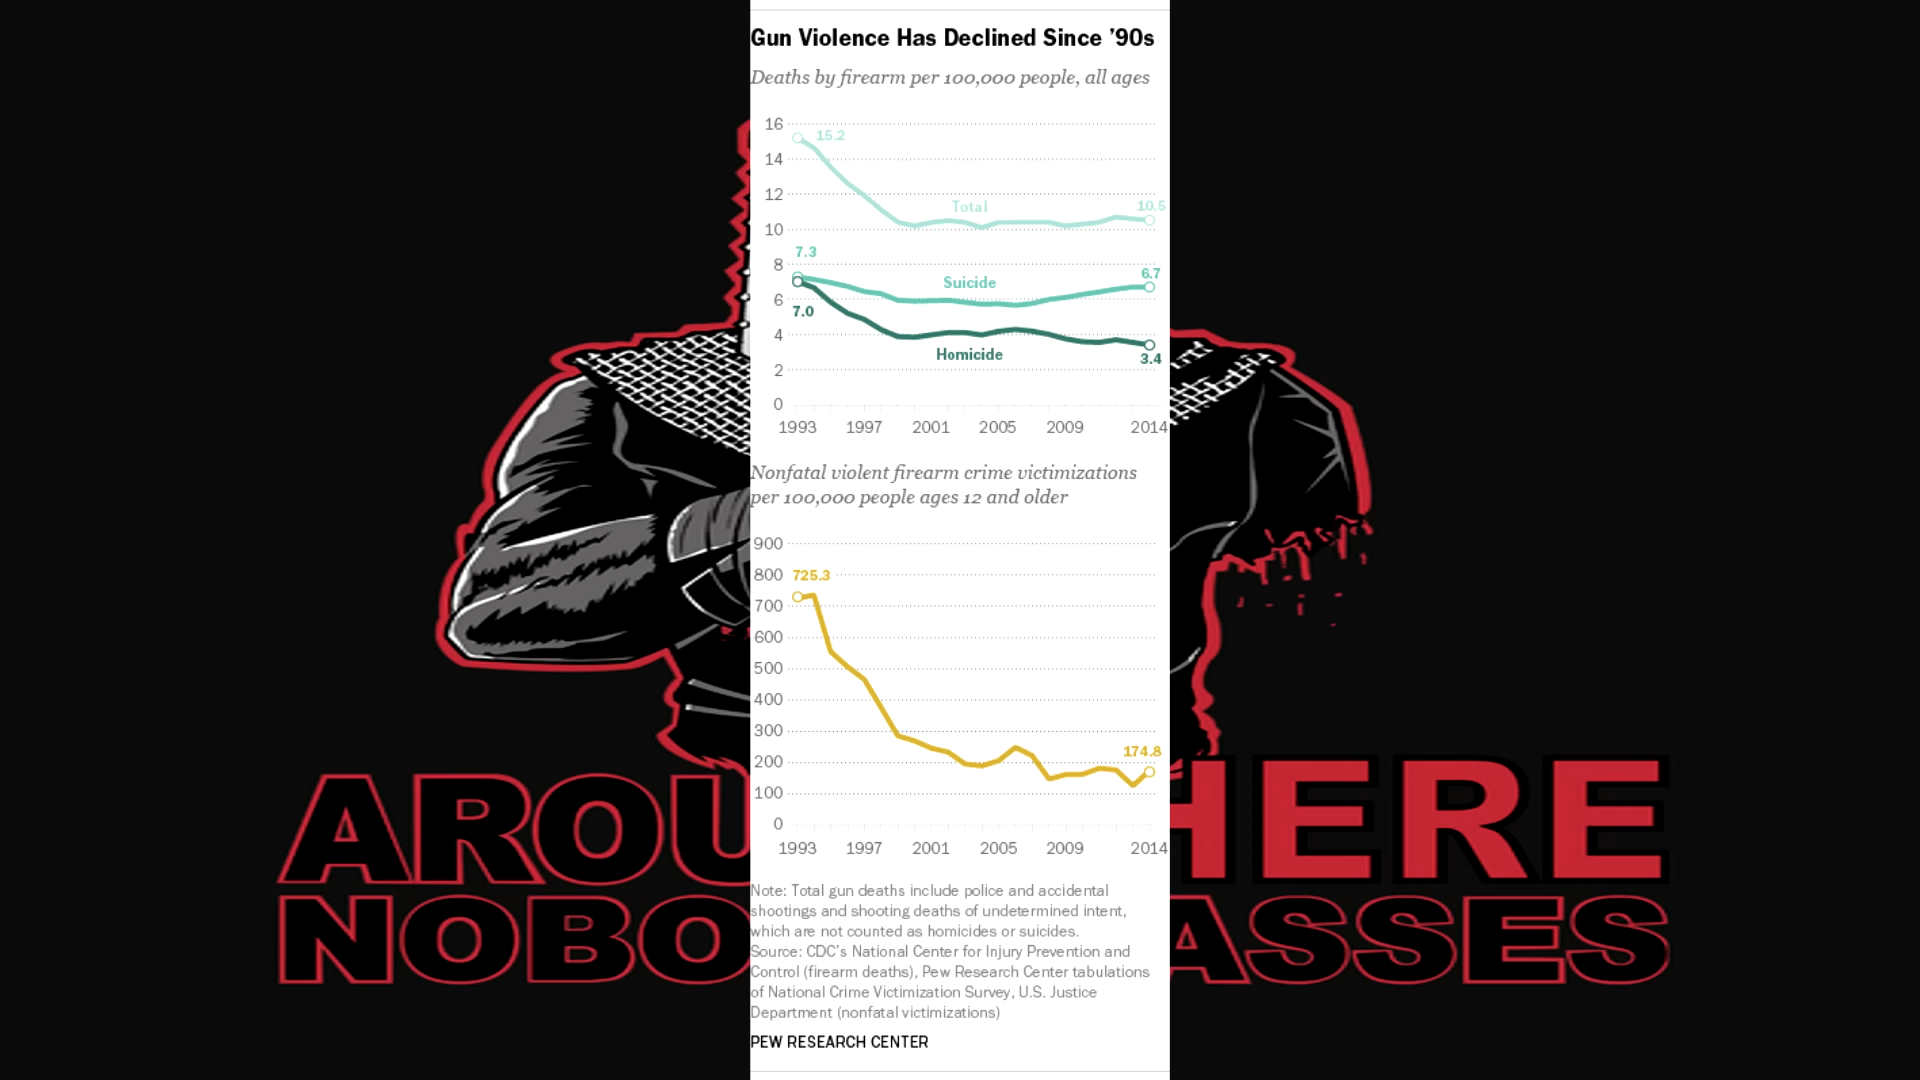 Gun Violence Has Declined Since ’90s
Deaths by firearm per 100,000 people, all ages
16
15.2
14
12
Total
10.5
10
7.3
8
Suicide
6.7
6
7.0
4
Homicide
3.4
2
0
1993 1997 2001 2005 2009 2014
Nonfatal violent firearm crime victimizations
per 100,000 people ages 12 and older
900
800 725.3
700
600
500
400
300
174.8
200
100
0
1993 1997 2001 2005 2009 2014
Note: Total gun deaths include police and accidental
shootings and shooting deaths of undetermined intent,
which are not counted as homicides or suicides.
Source: CDC’s National Center for Injury Prevention and
Control (firearm deaths), Pew Research Center tabulations
of National Crime Victimization Survey, U.S. Justice
Department (nonfatal victimizations)
PEW RESEARCH CENTER
AROU HERE
NOBO ASSES